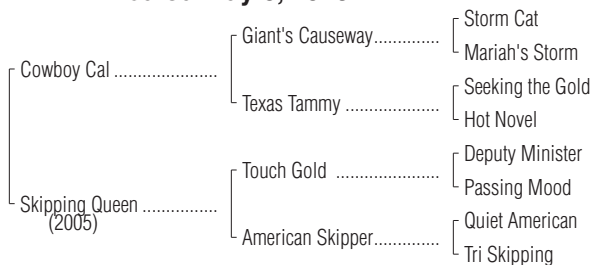 Storm Cat
Giant's Causeway..............
Mariah's Storm
Cowboy Cal ......................
Seeking the Gold
Texas Tammy ....................
Hot Novel
Deputy Minister
Touch Gold ......................
Passing Mood
Skipping Queen ................
(2005)
Quiet American
American Skipper..............
Tri Skipping